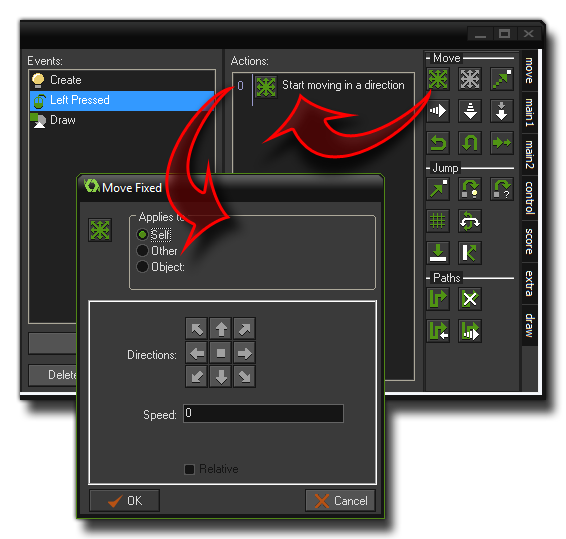 Events:
Create
Left Pressed
Draw
Delete
Actions:
0
Start moving in a direction
Move
Jump
Paths
move
main1
main2
control
score
extra
draw
Move Fixed
Applies to
Self
Other
Object:
Directions:
Speed:
0
Relative
OK
Cancel